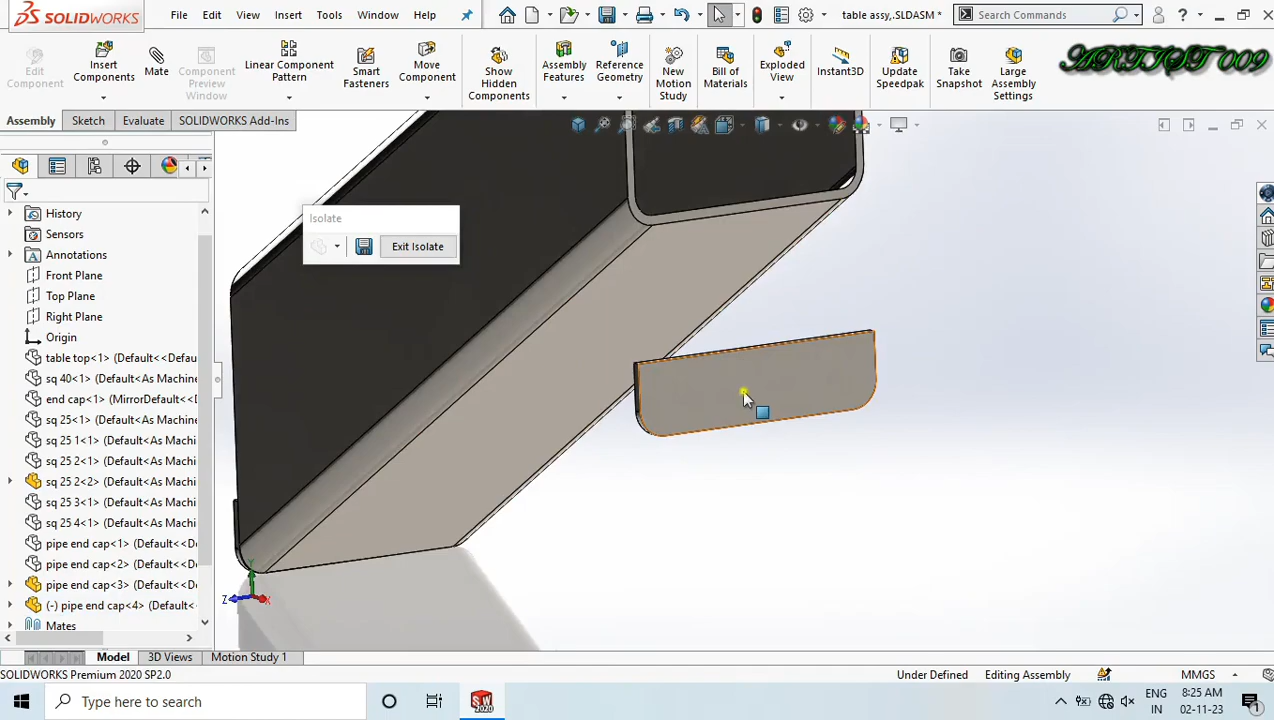 SOLIDWORKS
File Edit View Insert Tools Window Help
table assy,.SLDASM *
Search Commands
Edit Component
Insert Components
Mate
Component Preview Window
Linear Component Pattern
Smart Fasteners
Move Component
Show Hidden Components
Assembly Features
Reference Geometry
New Motion Study
Bill of Materials
Exploded View
Instant3D
Update Speedpak
Take Snapshot
Large Assembly Settings
ARTIST 009
Assembly Sketch Evaluate SOLIDWORKS Add-Ins
Isolate
Exit Isolate
History
Sensors
Annotations
Front Plane
Top Plane
Right Plane
Origin
table top<1> (Default<<Defau
sq 40<1> (Default<As Machine
end cap<1> (MirrorDefault<<D
sq 25<1> (Default<As Machine
sq 25 1<1> (Default<As Machi
sq 25 2<1> (Default<As Machi
sq 25 2<2> (Default<As Machi
sq 25 3<1> (Default<As Machi
sq 25 4<1> (Default<As Machi
pipe end cap<1> (Default<<De
pipe end cap<2> (Default<<De
pipe end cap<3> (Default<<De
(-) pipe end cap<4> (Default<
Mates
Y
Z
X
Model 3D Views Motion Study 1
SOLIDWORKS Premium 2020 SP2.0
Under Defined Editing Assembly MMGS
Type here to search
SW 2020
ENG IN
8:25 AM
02-11-23
1